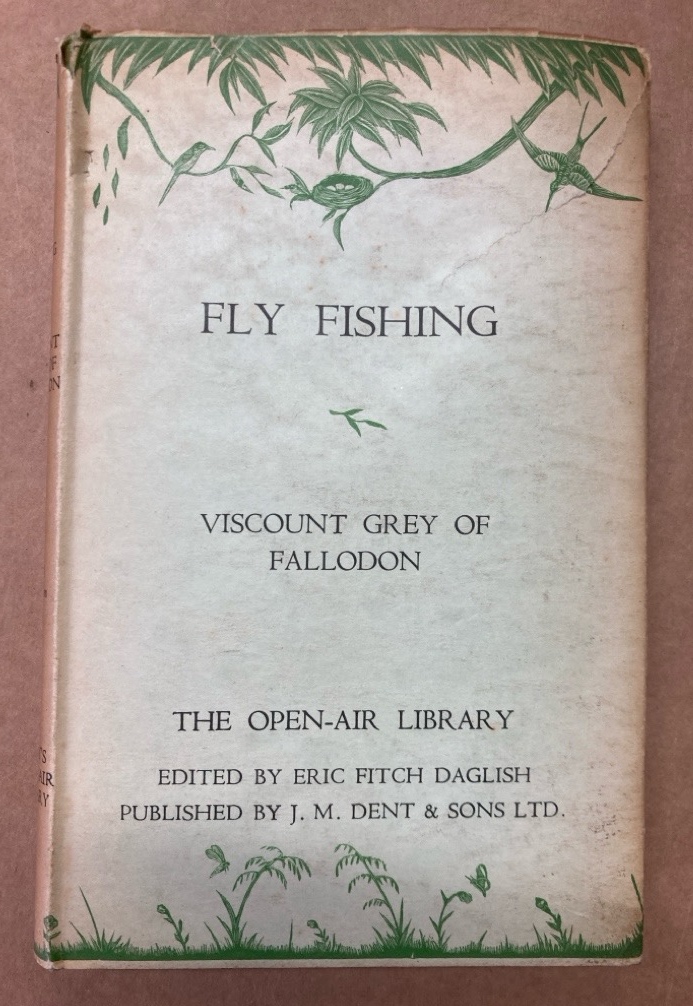 FLY FISHING
VISCOUNT GREY OF
FALLODON
THE OPEN-AIR LIBRARY
EDITED BY ERIC FITCH DAGLISH
PUBLISHED BY J. M. DENT & SONS LTD.